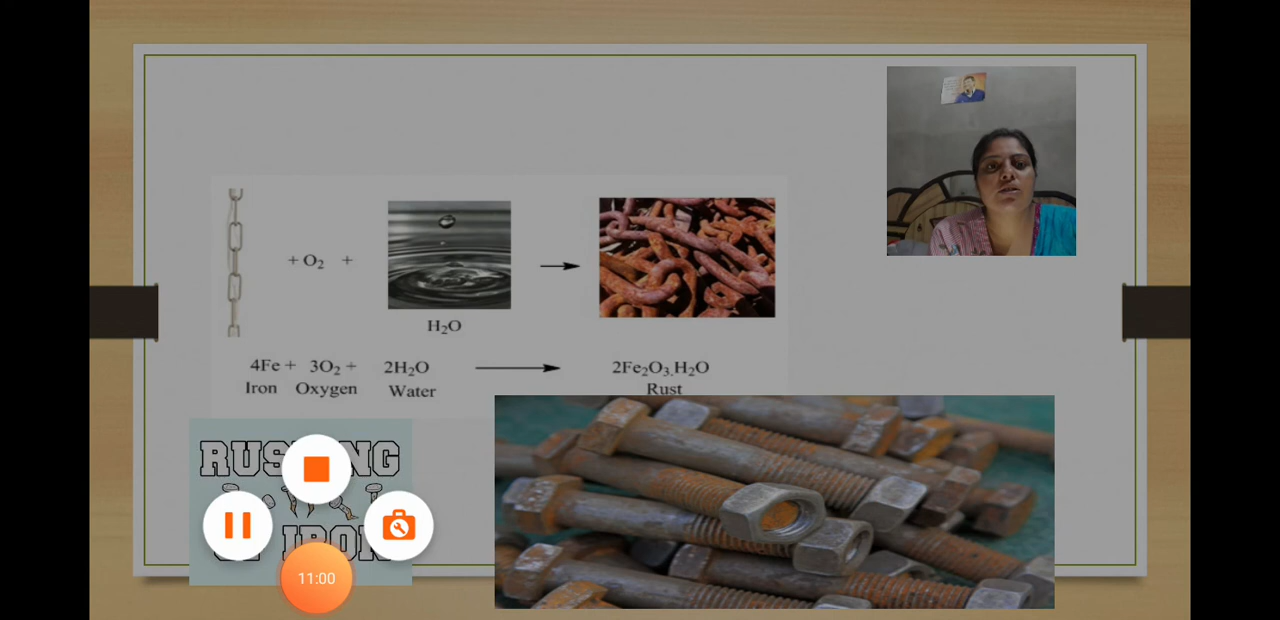 + O₂ +
H₂O
4Fe + 3O₂ + 2H₂O 2Fe₂O₃.H₂O
Iron Oxygen Water Rust
11:00